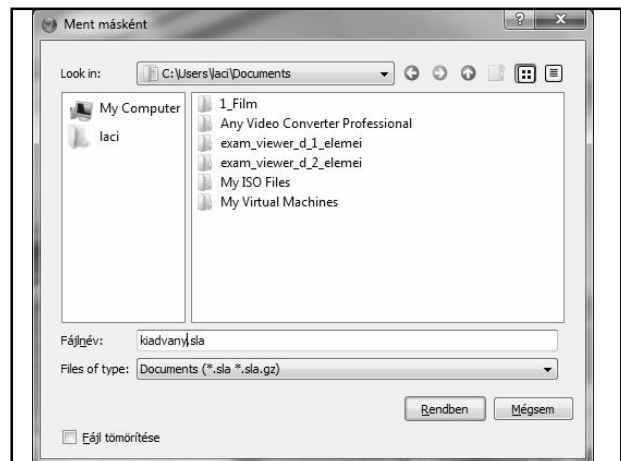 Ment másként
Look in: C:\Users\laci\Documents
My Computer
laci
1_Film
Any Video Converter Professional
exam_viewer_d_1_elemei
exam_viewer_d_2_elemei
My ISO Files
My Virtual Machines
Fájlnév: kiadvany.sla
Files of type: Documents (*.sla *.sla.gz)
Rendben Mégsem
Fájl tömörítése